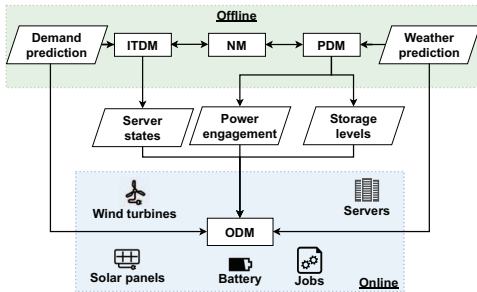 Offline
Demand
prediction
ITDM
NM
PDM
Weather
prediction
Server
states
Power
engagement
Storage
levels
Wind turbines
Servers
ODM
Solar panels
Battery
Jobs
Online